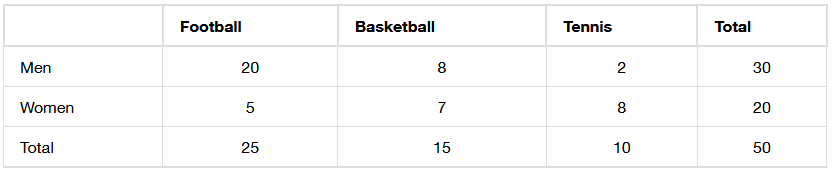 Football Basketball Tennis Total
Men 20 8 2 30
Women 5 7 8 20
Total 25 15 10 50